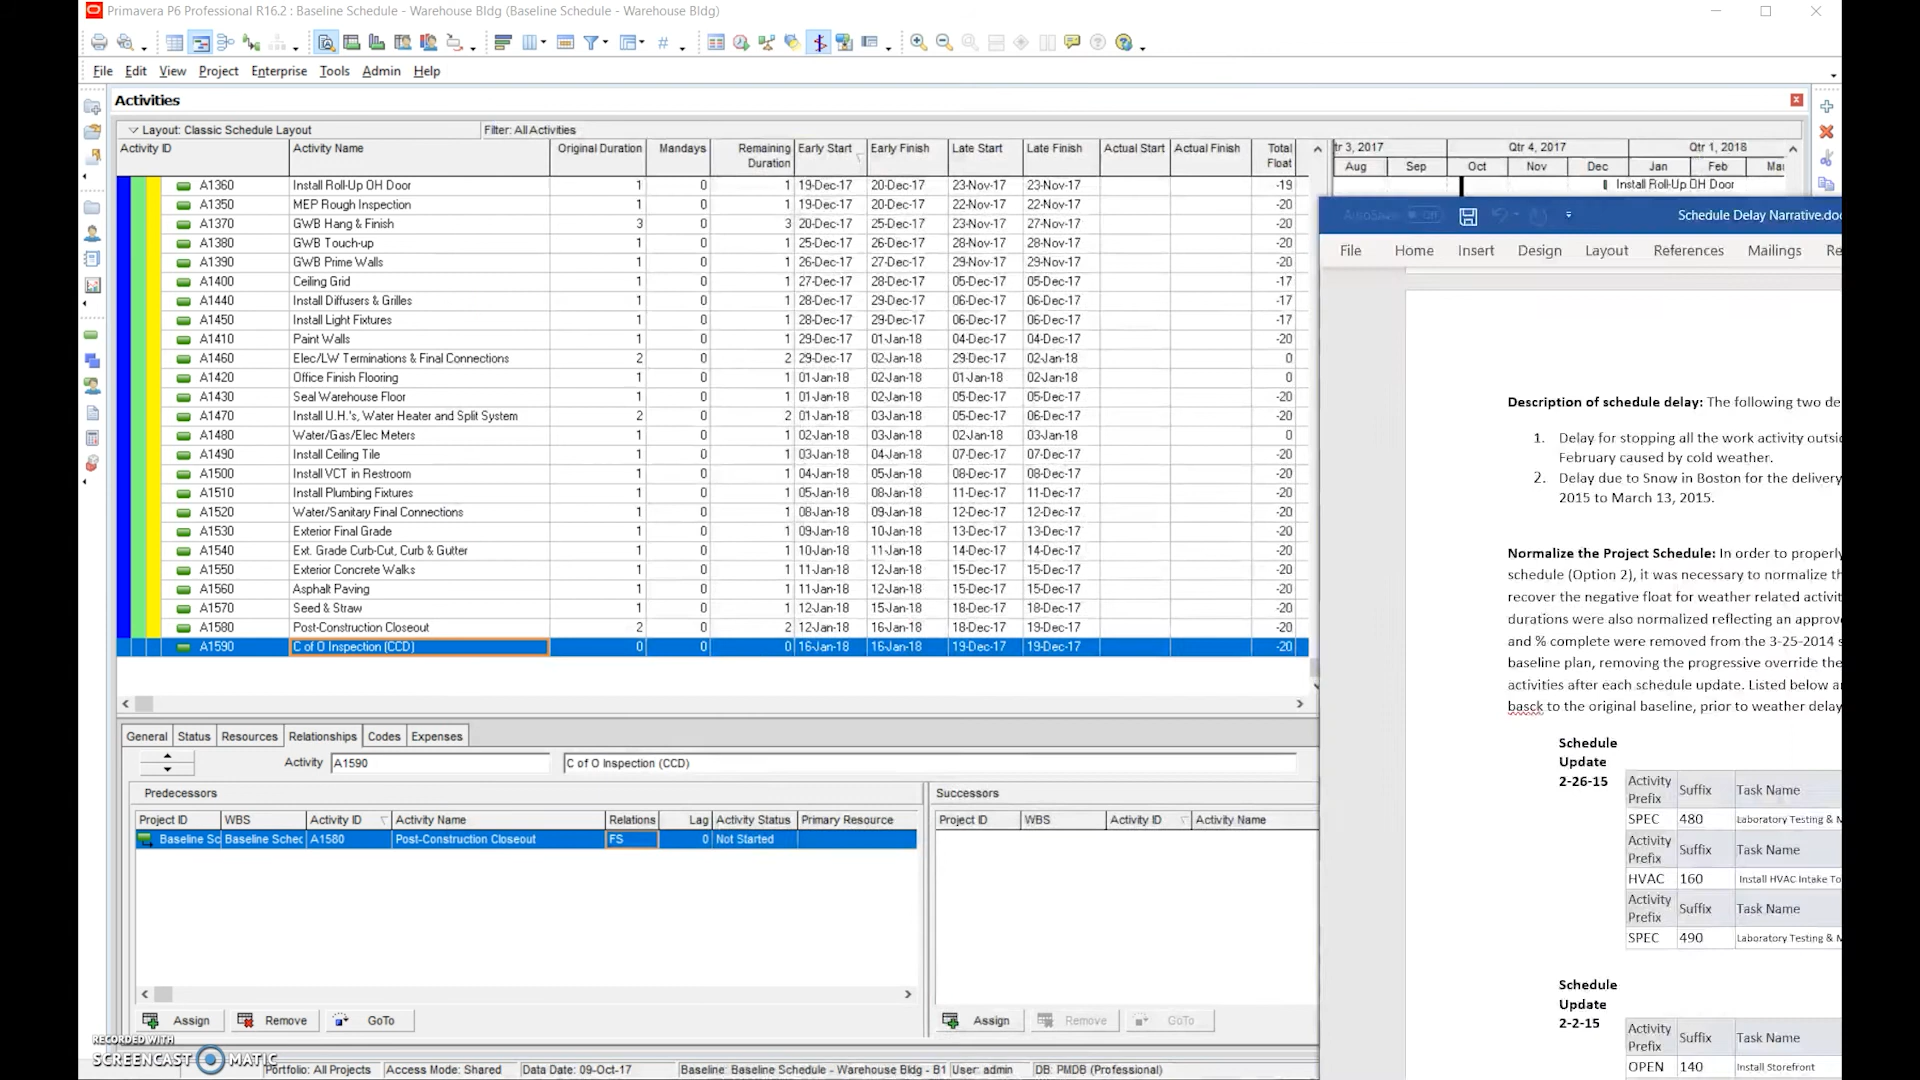 Primavera P6 Professional R16.2 : Baseline Schedule - Warehouse Bldg (Baseline Schedule - Warehouse Bldg)
File Edit View Project Enterprise Tools Admin Help
Activities
Layout: Classic Schedule Layout Filter: All Activities
Activity ID Activity Name Original Duration Mandays Remaining Duration Early Start Early Finish Late Start Late Finish Actual Start Actual Finish Total Float
tr 3, 2017 Qtr 4, 2017 Qtr 1, 2018
Aug Sep Oct Nov Dec Jan Feb Mar
A1360 Install Roll-Up OH Door 1 0 1 19-Dec-17 20-Dec-17 23-Nov-17 23-Nov-17 -19 Install Roll-Up OH Door
A1350 MEP Rough Inspection 1 0 1 19-Dec-17 20-Dec-17 22-Nov-17 22-Nov-17 -20
A1370 GWB Hang & Finish 3 0 3 20-Dec-17 25-Dec-17 23-Nov-17 27-Nov-17 -20
A1380 GWB Touch-up 1 0 1 25-Dec-17 26-Dec-17 28-Nov-17 28-Nov-17 -20
A1390 GWB Prime Walls 1 0 1 26-Dec-17 27-Dec-17 29-Nov-17 29-Nov-17 -20
A1400 Ceiling Grid 1 0 1 27-Dec-17 28-Dec-17 05-Dec-17 05-Dec-17 -17
A1440 Install Diffusers & Grilles 1 0 1 28-Dec-17 29-Dec-17 06-Dec-17 06-Dec-17 -17
A1450 Install Light Fixtures 1 0 1 28-Dec-17 29-Dec-17 06-Dec-17 06-Dec-17 -17
A1410 Paint Walls 1 0 1 29-Dec-17 01-Jan-18 04-Dec-17 04-Dec-17 -20
A1460 Elec/LW Terminations & Final Connections 2 0 2 29-Dec-17 02-Jan-18 29-Dec-17 02-Jan-18 0
A1420 Office Finish Flooring 1 0 1 01-Jan-18 02-Jan-18 01-Jan-18 02-Jan-18 0
A1430 Seal Warehouse Floor 1 0 1 01-Jan-18 02-Jan-18 05-Dec-17 05-Dec-17 -20
A1470 Install U.H.'s, Water Heater and Split System 2 0 2 01-Jan-18 03-Jan-18 05-Dec-17 06-Dec-17 -20
A1480 Water/Gas/Elec Meters 1 0 1 02-Jan-18 03-Jan-18 02-Jan-18 03-Jan-18 0
A1490 Install Ceiling Tile 1 0 1 03-Jan-18 04-Jan-18 07-Dec-17 07-Dec-17 -20
A1500 Install VCT in Restroom 1 0 1 04-Jan-18 05-Jan-18 08-Dec-17 08-Dec-17 -20
A1510 Install Plumbing Fixtures 1 0 1 05-Jan-18 08-Jan-18 11-Dec-17 11-Dec-17 -20
A1520 Water/Sanitary Final Connections 1 0 1 08-Jan-18 09-Jan-18 12-Dec-17 12-Dec-17 -20
A1530 Exterior Final Grade 1 0 1 09-Jan-18 10-Jan-18 13-Dec-17 13-Dec-17 -20
A1540 Ext. Grade Curb-Cut, Curb & Gutter 1 0 1 10-Jan-18 11-Jan-18 14-Dec-17 14-Dec-17 -20
A1550 Exterior Concrete Walks 1 0 1 11-Jan-18 12-Jan-18 15-Dec-17 15-Dec-17 -20
A1560 Asphalt Paving 1 0 1 11-Jan-18 12-Jan-18 15-Dec-17 15-Dec-17 -20
A1570 Seed & Straw 1 0 1 12-Jan-18 15-Jan-18 18-Dec-17 18-Dec-17 -20
A1580 Post-Construction Closeout 2 0 2 12-Jan-18 16-Jan-18 18-Dec-17 19-Dec-17 -20
A1590 C of O Inspection (CCD) 0 0 0 16-Jan-18 16-Jan-18 19-Dec-17 19-Dec-17 -20
General Status Resources Relationships Codes Expenses
Activity A1590 C of O Inspection (CCD)
Predecessors Successors
Project ID WBS Activity ID Activity Name Relations Lag Activity Status Primary Resource Project ID WBS Activity ID Activity Name
Baseline Sc Baseline Schec A1580 Post-Construction Closeout FS 0 Not Started
Assign Remove GoTo Assign Remove GoTo
RECORDED WITH
SCREENCAST MATIC
Portfolio: All Projects Access Mode: Shared Data Date: 09-Oct-17 Baseline: Baseline Schedule - Warehouse Bldg - B1 User: admin DB: PMDB (Professional)
AutoSave Off Schedule Delay Narrative.doc
File Home Insert Design Layout References Mailings Re
Description of schedule delay: The following two de
1. Delay for stopping all the work activity outsi
February caused by cold weather.
2. Delay due to Snow in Boston for the delivery
2015 to March 13, 2015.
Normalize the Project Schedule: In order to properly
schedule (Option 2), it was necessary to normalize th
recover the negative float for weather related activit
durations were also normalized reflecting an approve
and % complete were removed from the 3-25-2014 s
baseline plan, removing the progressive override the
activities after each schedule update. Listed below a
basck to the original baseline, prior to weather delay
Schedule
Update
2-26-15
Activity Prefix Suffix Task Name
SPEC 480 Laboratory Testing & M
Activity Prefix Suffix Task Name
HVAC 160 Install HVAC Intake To
Activity Prefix Suffix Task Name
SPEC 490 Laboratory Testing & M
Schedule
Update
2-2-15
Activity Prefix Suffix Task Name
OPEN 140 Install Storefront